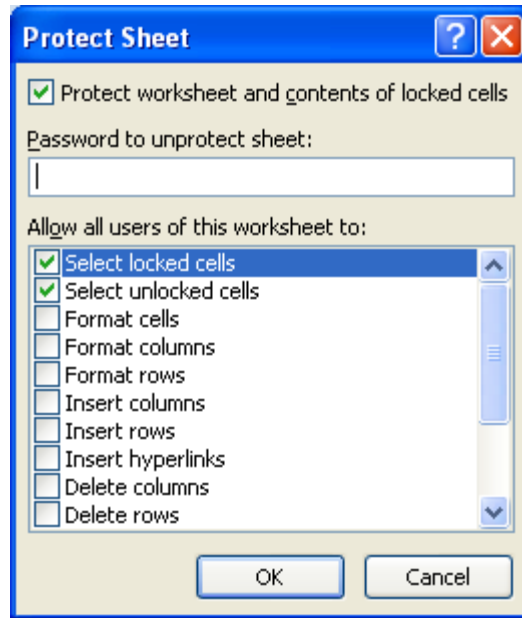 Protect Sheet
Protect worksheet and contents of locked cells
Password to unprotect sheet:
Allow all users of this worksheet to:
Select locked cells
Select unlocked cells
Format cells
Format columns
Format rows
Insert columns
Insert rows
Insert hyperlinks
Delete columns
Delete rows
OK Cancel